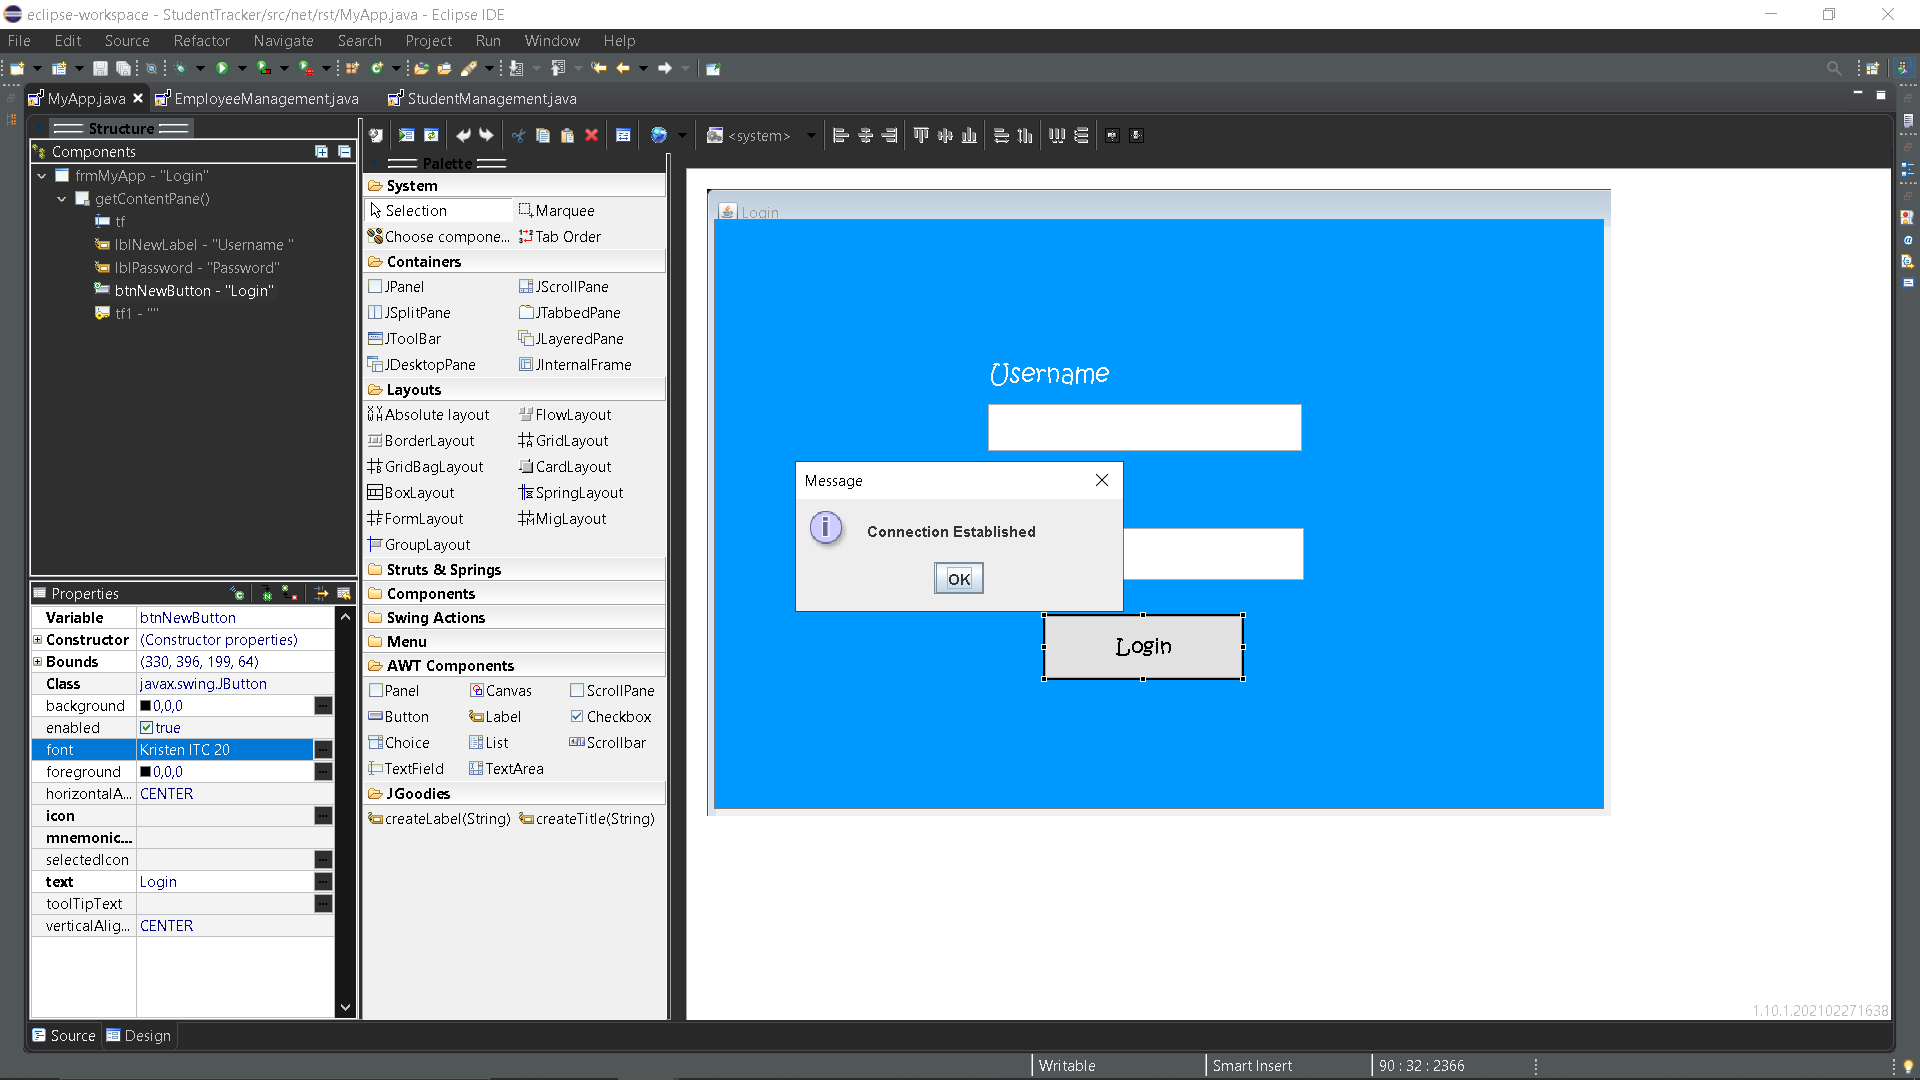 eclipse-workspace - StudentTracker/src/net/rst/MyApp.java - Eclipse IDE
File Edit Source Refactor Navigate Search Project Run Window Help
MyApp.java EmployeeManagement.java StudentManagement.java
Structure
Components
frmMyApp - "Login"
getContentPane()
tf
lblNewLabel - "Username "
lblPassword - "Password"
btnNewButton - "Login"
tf1 - ""
Properties
Variable btnNewButton
Constructor (Constructor properties)
Bounds (330, 396, 199, 64)
Class javax.swing.JButton
background 0,0,0
enabled true
font Kristen ITC 20
foreground 0,0,0
horizontalA... CENTER
icon
mnemonic...
selectedIcon
text Login
toolTipText
verticalAlig... CENTER
Source Design
<system>
Palette
System
Selection Marquee
Choose compone... Tab Order
Containers
JPanel JScrollPane
JSplitPane JTabbedPane
JToolBar JLayeredPane
JDesktopPane JInternalFrame
Layouts
Absolute layout FlowLayout
BorderLayout GridLayout
GridBagLayout CardLayout
BoxLayout SpringLayout
FormLayout MigLayout
GroupLayout
Struts & Springs
Components
Swing Actions
Menu
AWT Components
Panel Canvas ScrollPane
Button Label Checkbox
Choice List Scrollbar
TextField TextArea
JGoodies
createLabel(String) createTitle(String)
Login
Username
Message
Connection Established
OK
Login
1.10.1.202102271638
Writable Smart Insert 90 : 32 : 2366